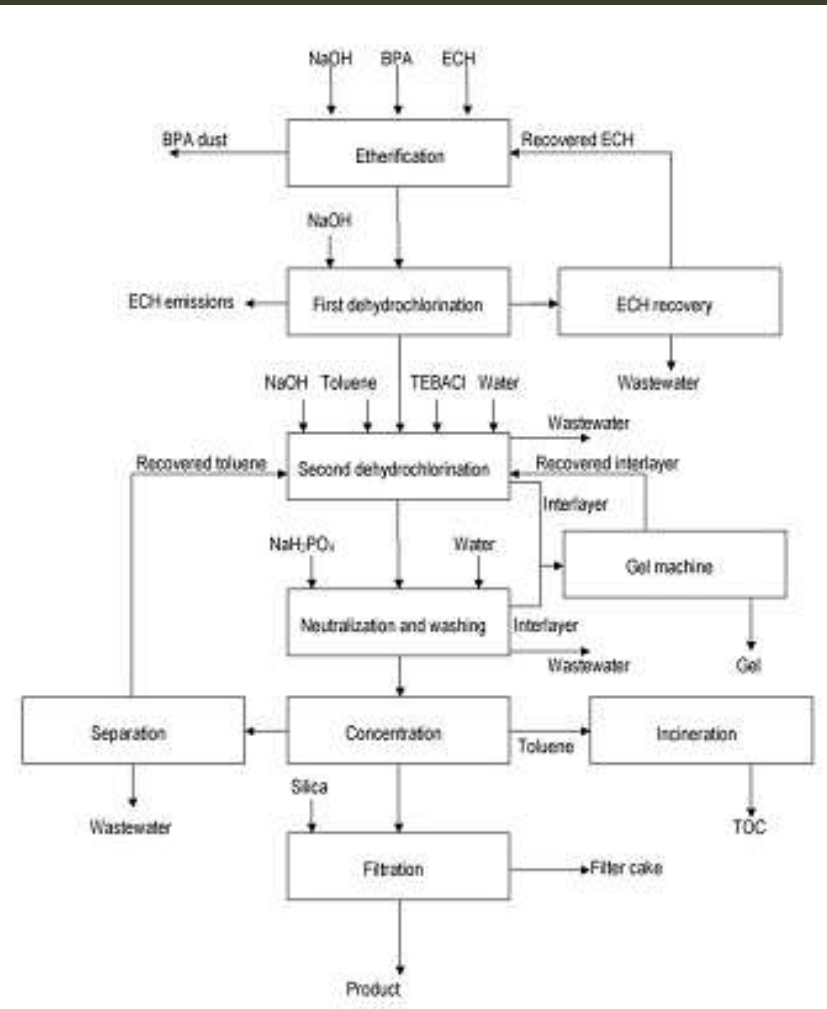 NaOH BPA ECH
BPA dust
Recovered ECH
Etherification
NaOH
ECH emissions
First dehydrochlorination
ECH recovery
NaOH Toluene TEBACl Water
Wastewater
Wastewater
Recovered toluene
Second dehydrochlorination
Recovered interlayer
Interlayer
NaH₂PO₄
Water
Gel machine
Neutralization and washing
Interlayer
Wastewater
Gel
Separation
Concentration
Toluene
Incineration
Silica
Wastewater
TOC
Filtration
Filter cake
Product